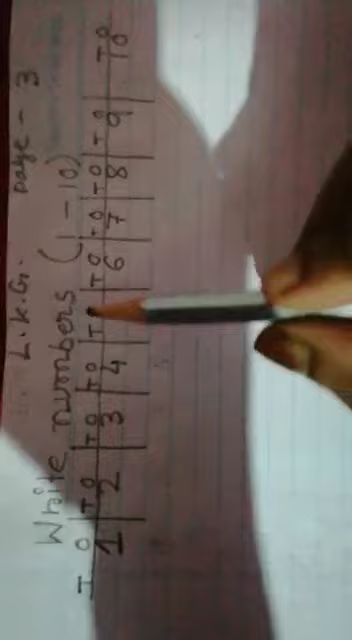 L.K.G. page - 3
Write numbers (1 - 10)
T O T O T O T O T T O T O T O T O T O
1 2 3 4 6 7 8 9 10